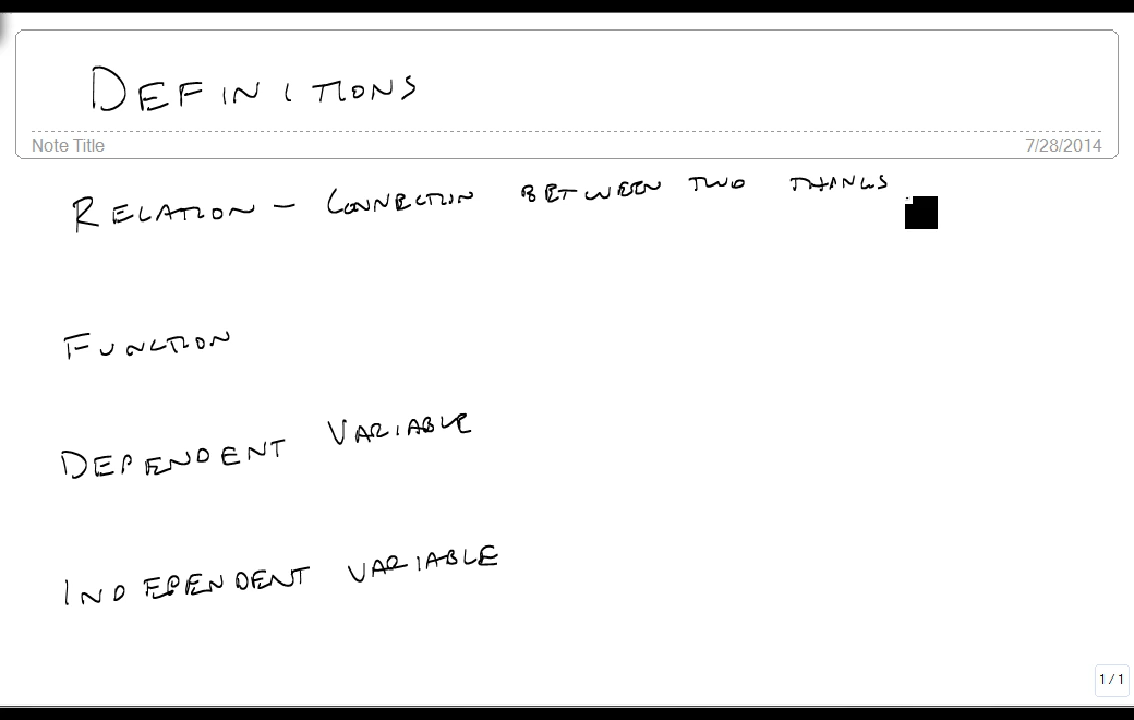 DEFINITIONS
Note Title
7/28/2014
RELATION - CONNECTION BETWEEN TWO THINGS
FUNCTION
DEPENDENT VARIABLE
INDEPENDENT VARIABLE
1 / 1